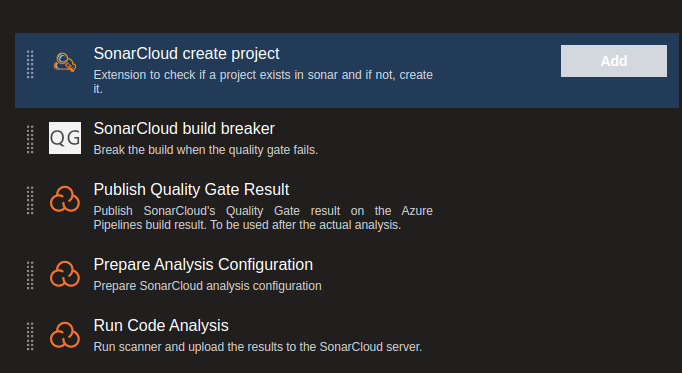 SonarCloud create project
Add
Extension to check if a project exists in sonar and if not, create
it.
QG
SonarCloud build breaker
Break the build when the quality gate fails.
Publish Quality Gate Result
Publish SonarCloud's Quality Gate result on the Azure
Pipelines build result. To be used after the actual analysis.
Prepare Analysis Configuration
Prepare SonarCloud analysis configuration
Run Code Analysis
Run scanner and upload the results to the SonarCloud server.